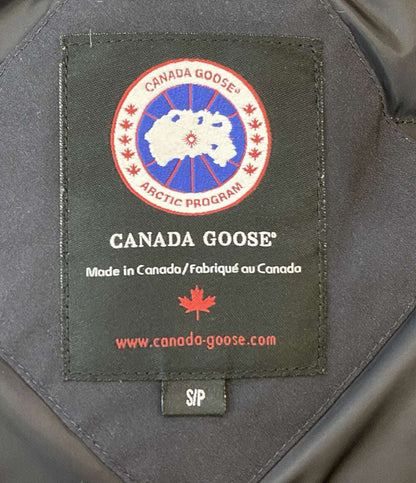 CANADA GOOSE®
ARCTIC PROGRAM
CANADA GOOSE®
Made in Canada/Fabriqué au Canada
www.canada-goose.com
S/P